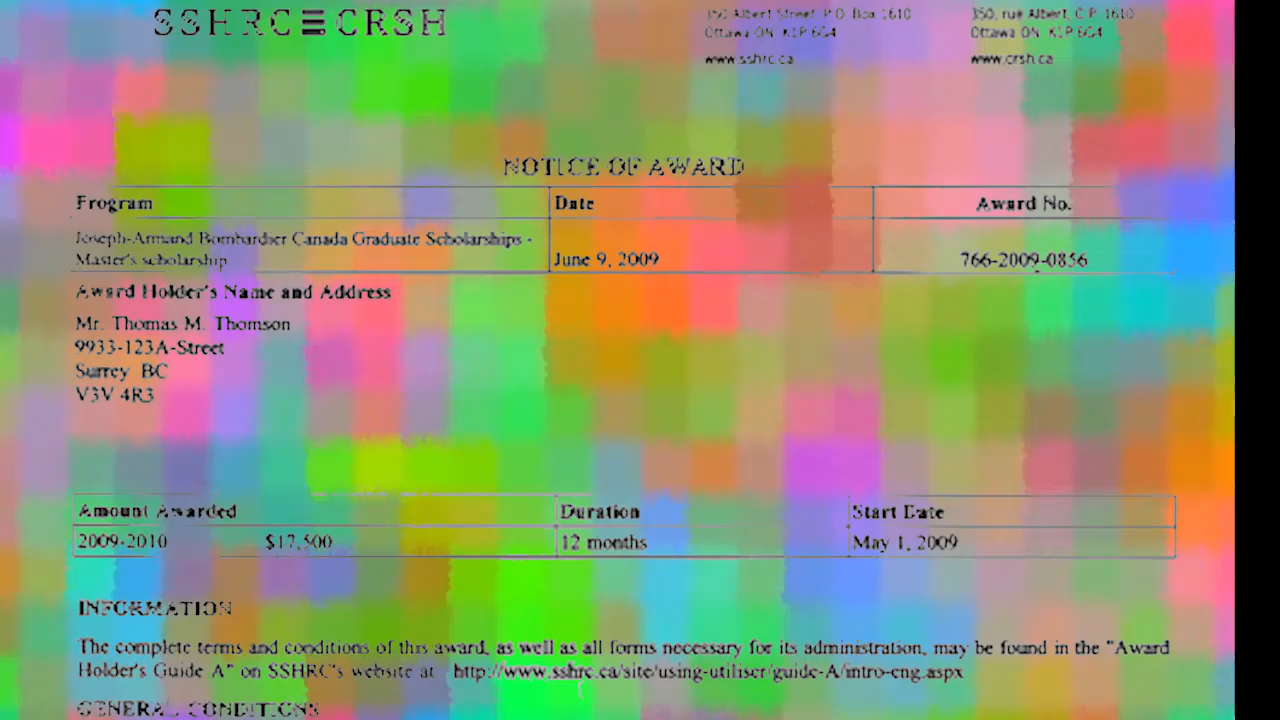 SSHRC≡CRSH
350 Albert Street, P.O. Box 1610
Ottawa ON K1P 6G4
www.sshrc.ca
350, rue Albert, C.P. 1610
Ottawa ON K1P 6G4
www.crsh.ca
NOTICE OF AWARD
Program Date Award No.
Joseph-Armand Bombardier Canada Graduate Scholarships -
Master's scholarship June 9, 2009 766-2009-0856
Award Holder's Name and Address
Mr. Thomas M. Thomson
9933-123A-Street
Surrey BC
V3V 4R3
Amount Awarded Duration Start Date
2009-2010 $17,500 12 months May 1, 2009
INFORMATION
The complete terms and conditions of this award, as well as all forms necessary for its administration, may be found in the "Award
Holder's Guide A" on SSHRC's website at http://www.sshrc.ca/site/using-utiliser/guide-A/intro-eng.aspx
GENERAL CONDITIONS